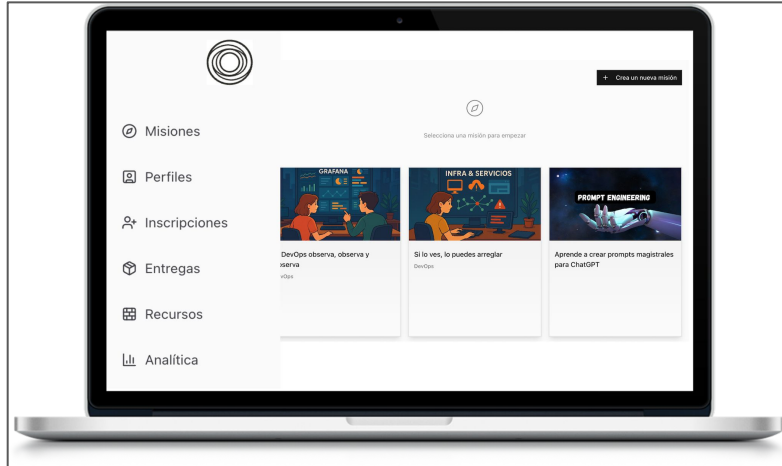 Misiones
Perfiles
Inscripciones
Entregas
Recursos
Analítica
+ Crea un nueva misión
Selecciona una misión para empezar
GRAFANA
DevOps observa, observa y
INFRA & SERVICIOS
Si lo ves, lo puedes arreglar
DevOps
PROMPT ENGINEERING
Aprende a crear prompts magistrales
para ChatGPT